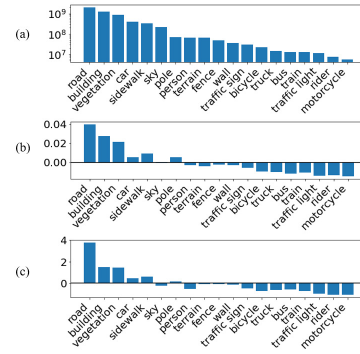 (a)
10⁹
10⁸
10⁷
road
building
vegetation
car
sidewalk
sky
pole
person
terrain
fence
wall
traffic sign
bicycle
truck
bus
train
traffic light
rider
motorcycle
(b)
0.04
0.02
0.00
road
building
vegetation
car
sidewalk
sky
pole
person
terrain
fence
wall
traffic sign
bicycle
truck
bus
train
traffic light
rider
motorcycle
(c)
4
2
0
road
building
vegetation
car
sidewalk
sky
pole
person
terrain
fence
wall
traffic sign
bicycle
truck
bus
train
traffic light
rider
motorcycle